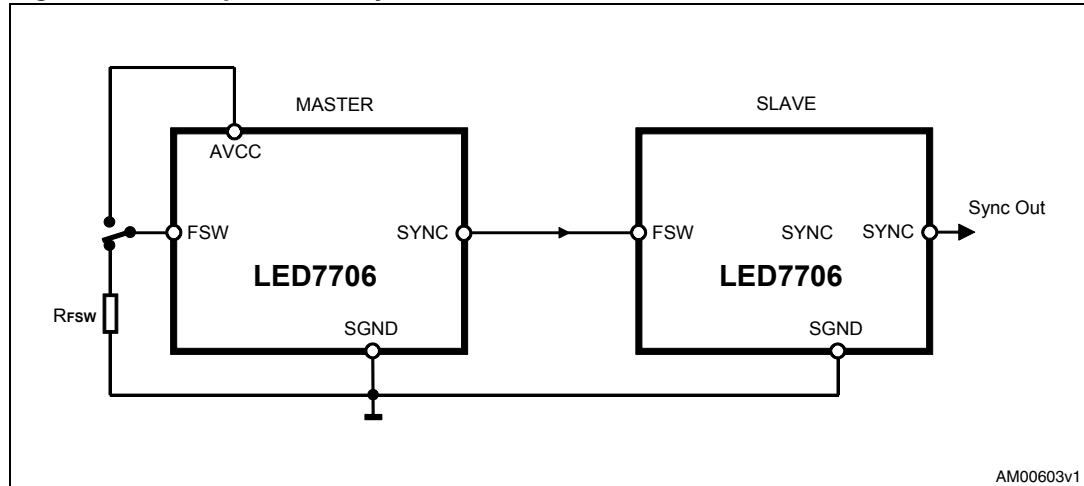 MASTER
SLAVE
AVCC
Sync Out
FSW
SYNC
FSW
SYNC
SYNC
LED7706
LED7706
RFSW
SGND
SGND
AM00603v1